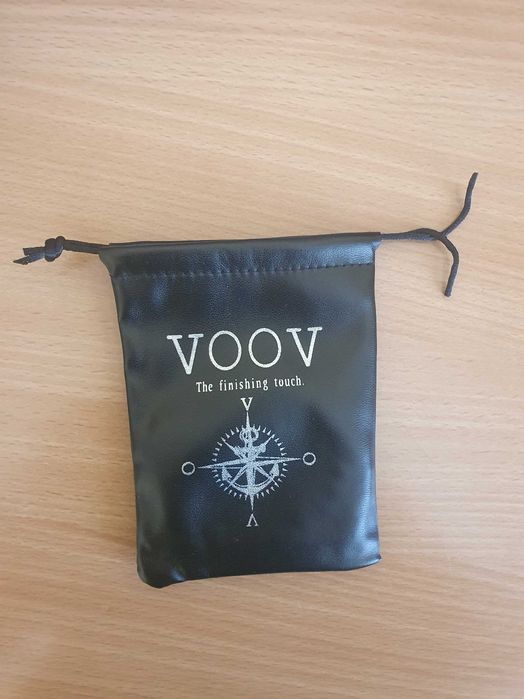 VOOV
The finishing touch.
V
O O
V